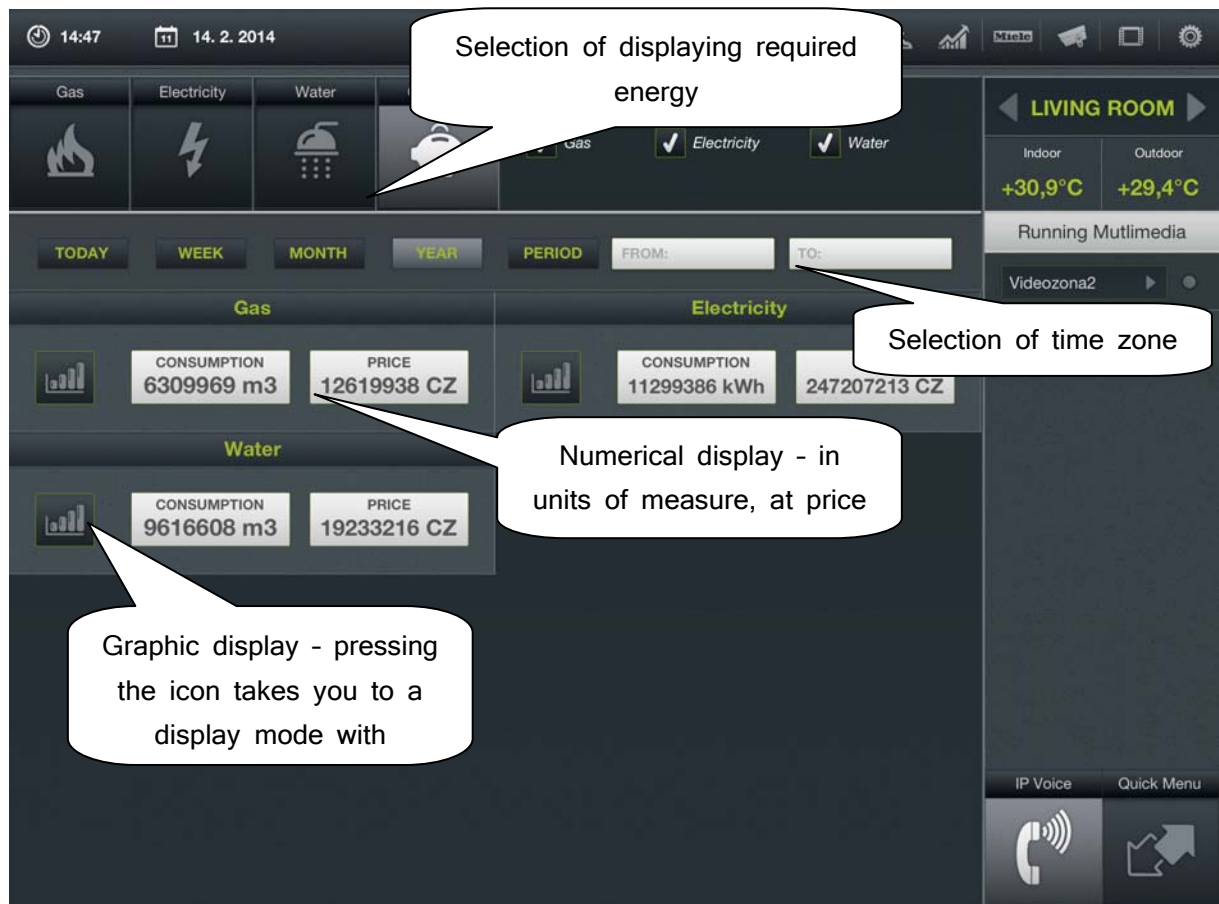 14:47
11
14. 2. 2014
Miele
Selection of displaying required
energy
Gas
Electricity
Water
Gas
Electricity
Water
LIVING ROOM
Indoor
Outdoor
+30,9°C
+29,4°C
Running Mutlimedia
Videozona2
TODAY
WEEK
MONTH
YEAR
PERIOD
FROM:
TO:
Selection of time zone
Gas
CONSUMPTION
6309969 m3
PRICE
12619938 CZ
Electricity
CONSUMPTION
11299386 kWh
247207213 CZ
Numerical display - in
units of measure, at price
Water
CONSUMPTION
9616608 m3
PRICE
19233216 CZ
Graphic display - pressing
the icon takes you to a
display mode with
IP Voice
Quick Menu